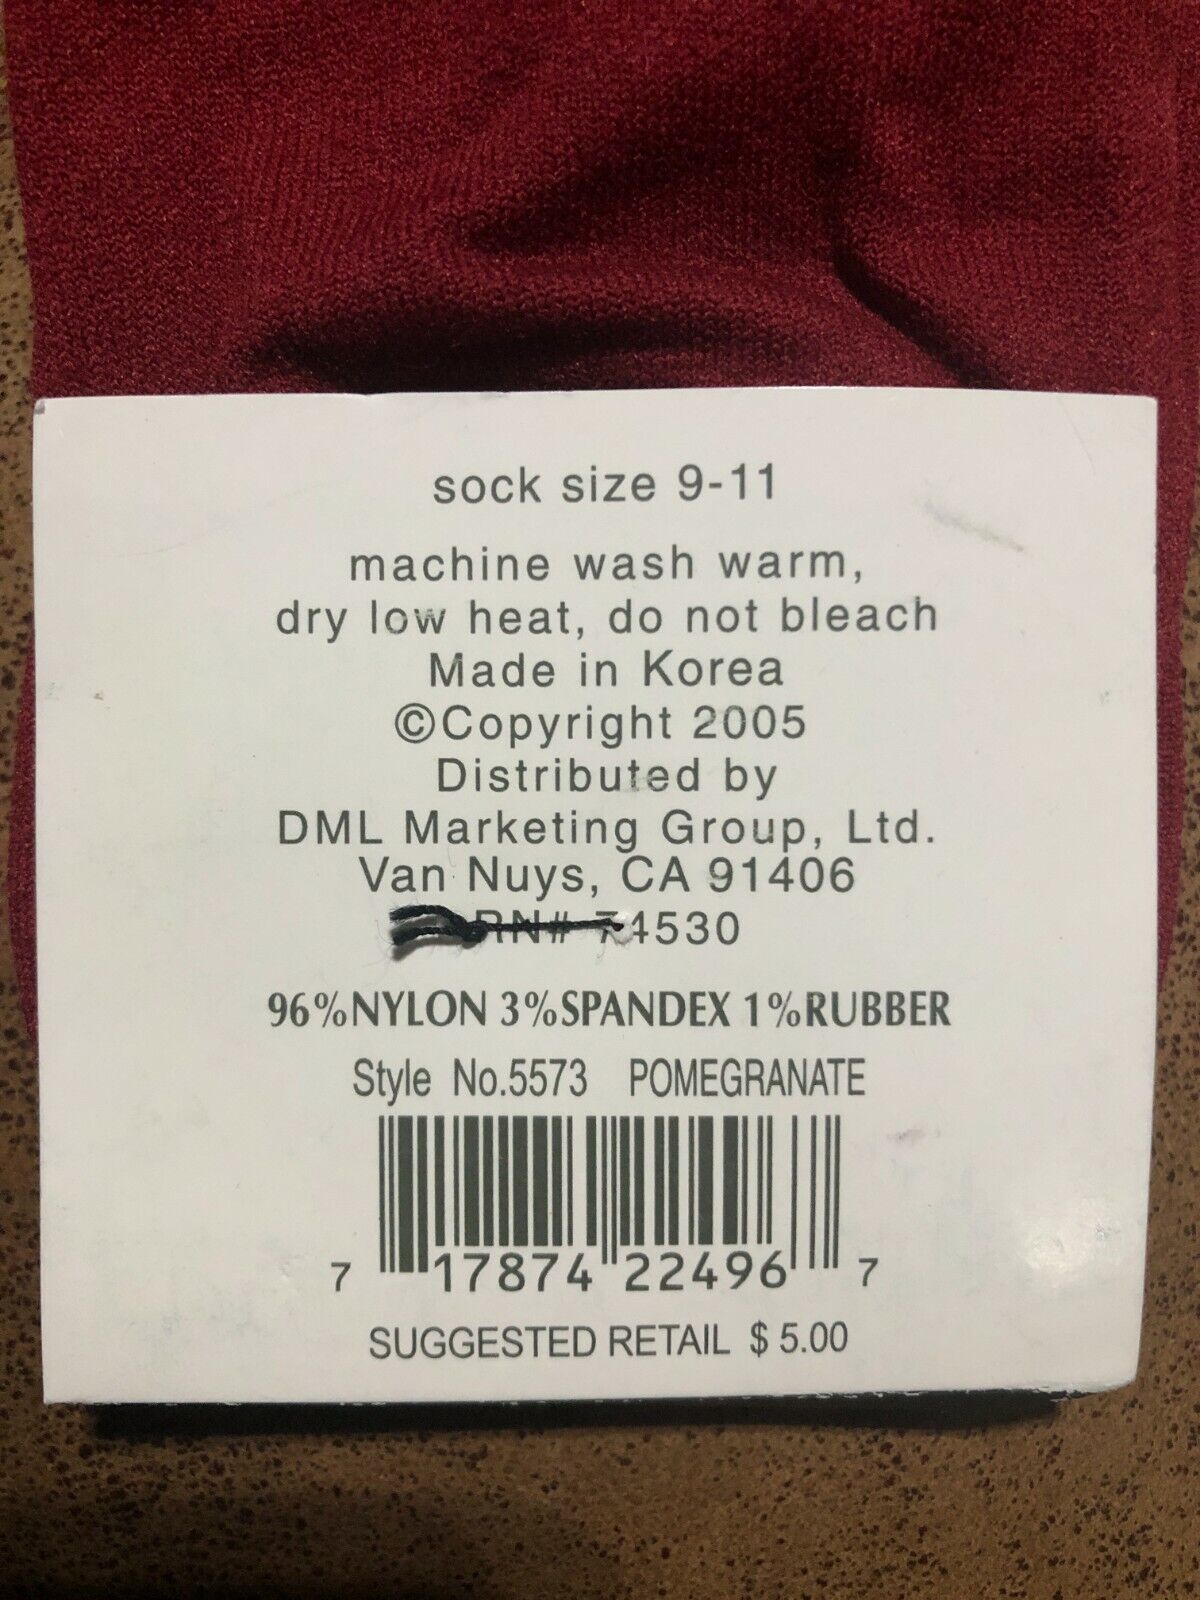 sock size 9-11
machine wash warm,
dry low heat, do not bleach
Made in Korea
©Copyright 2005
Distributed by
DML Marketing Group, Ltd.
Van Nuys, CA 91406
RN# 74530
96%NYLON 3%SPANDEX 1%RUBBER
Style No.5573 POMEGRANATE
7 17874 22496 7
SUGGESTED RETAIL $ 5.00